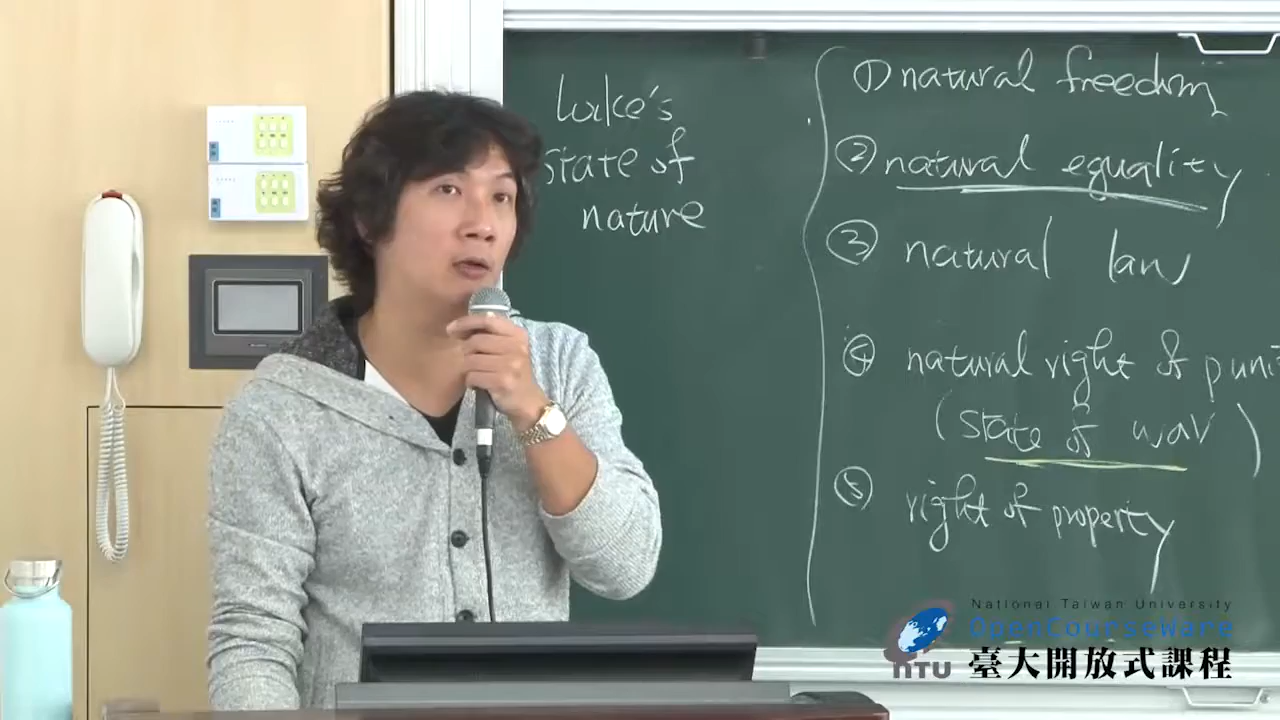 Locke's
state of
nature
① natural freedom
② natural equality
③ natural law
④ natural right of puni
(state of war)
⑤ right of property
National Taiwan University
OpenCourseWare
NTU 臺大開放式課程